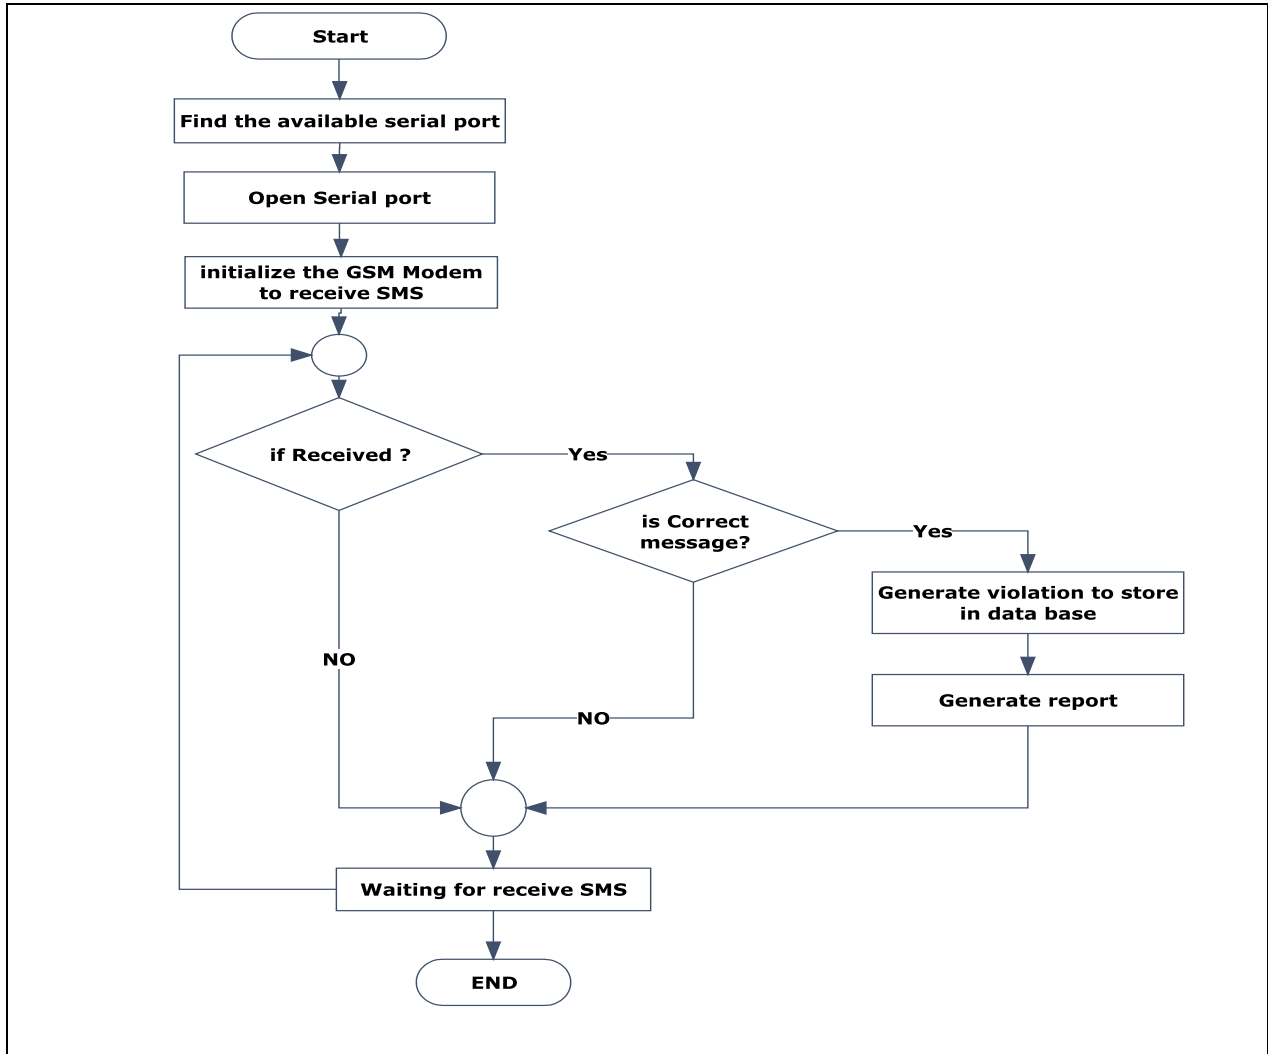 Start
Find the available serial port
Open Serial port
initialize the GSM Modem
to receive SMS
if Received ?
Yes
is Correct
message?
Yes
Generate violation to store
in data base
NO
Generate report
NO
Waiting for receive SMS
END